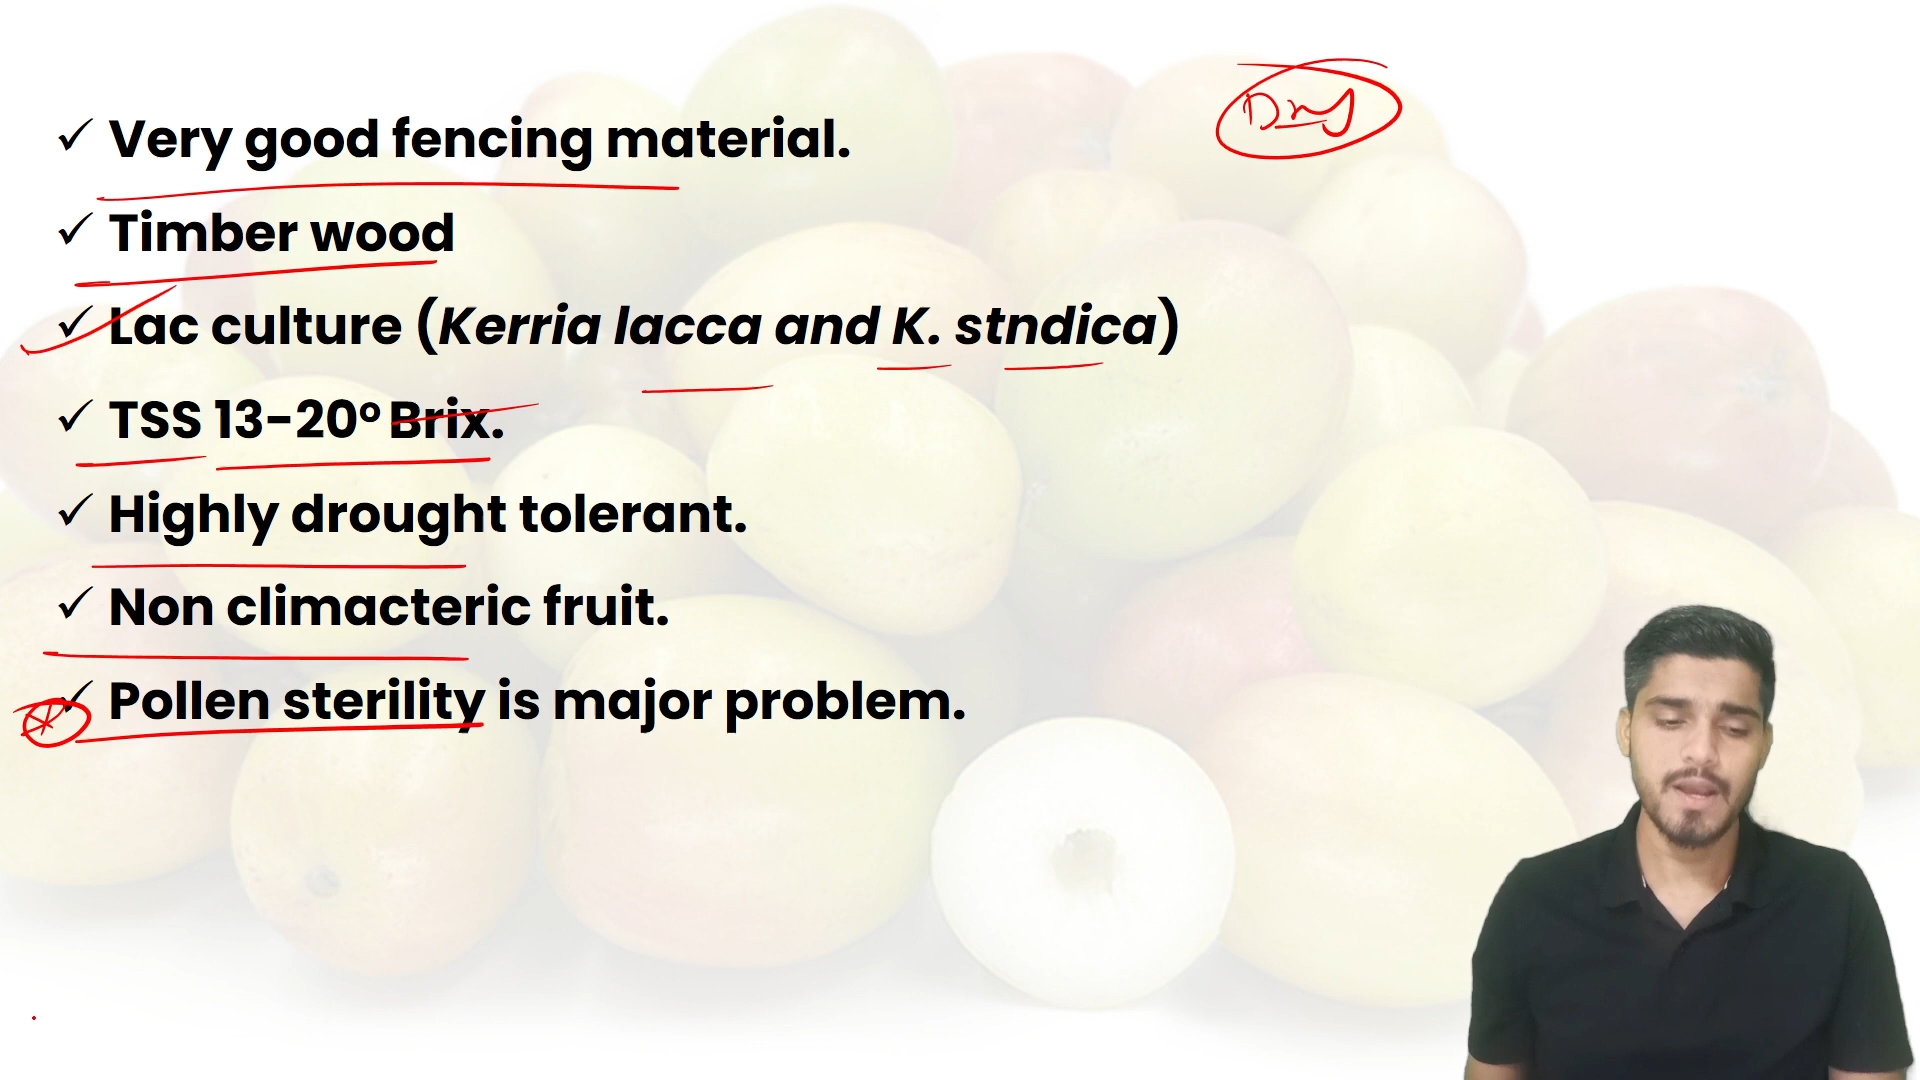 ✓ Very good fencing material.
Dry
✓ Timber wood
✓ Lac culture (Kerria lacca and K. stndica)
✓ TSS 13-20° Brix.
✓ Highly drought tolerant.
✓ Non climacteric fruit.
✓ Pollen sterility is major problem.